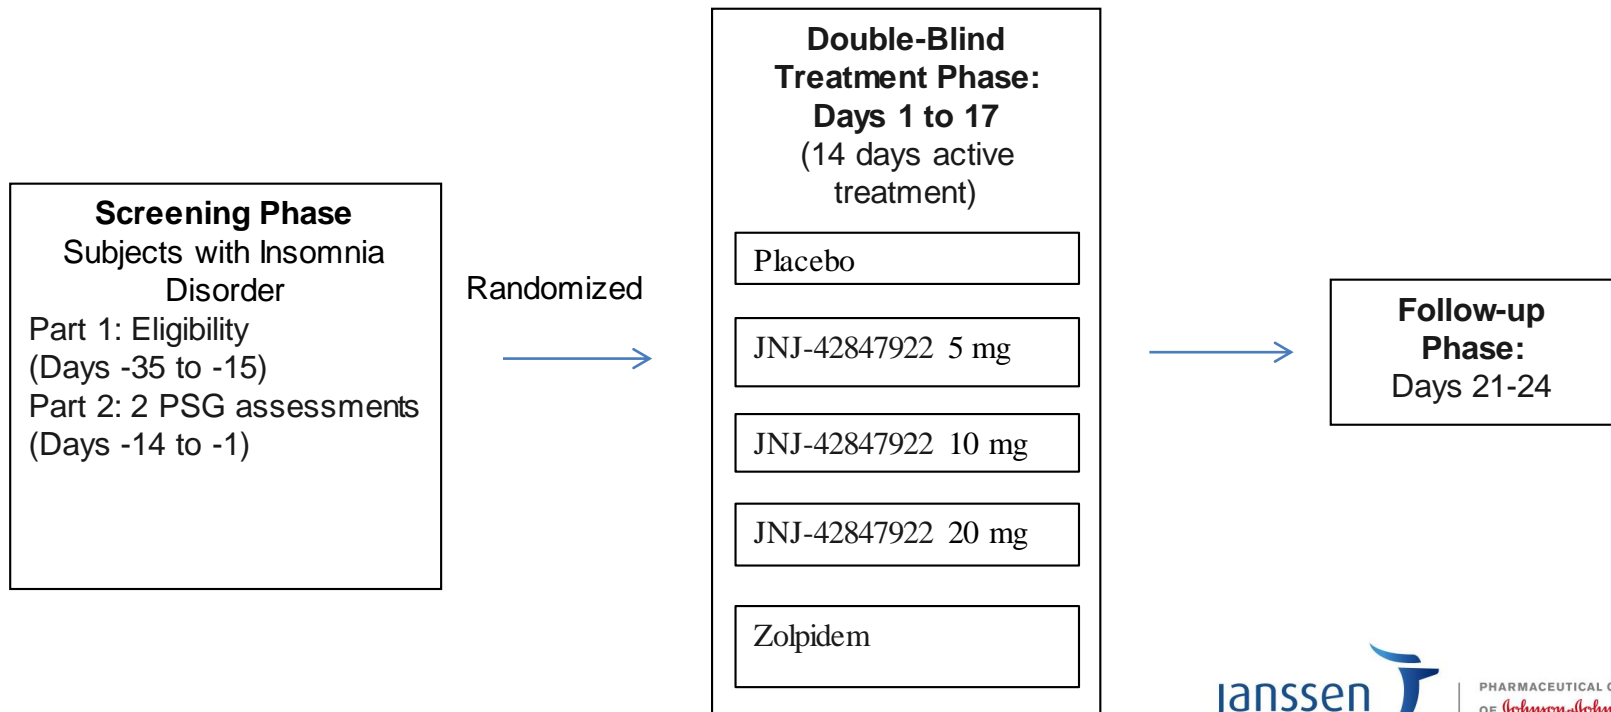 Screening Phase
Subjects with Insomnia
Disorder
Part 1: Eligibility
(Days -35 to -15)
Part 2: 2 PSG assessments
(Days -14 to -1)
Randomized
Double-Blind
Treatment Phase:
Days 1 to 17
(14 days active
treatment)
Placebo
JNJ-42847922 5 mg
JNJ-42847922 10 mg
JNJ-42847922 20 mg
Zolpidem
Follow-up
Phase:
Days 21-24
janssen
PHARMACEUTICAL
OF Johnson&John